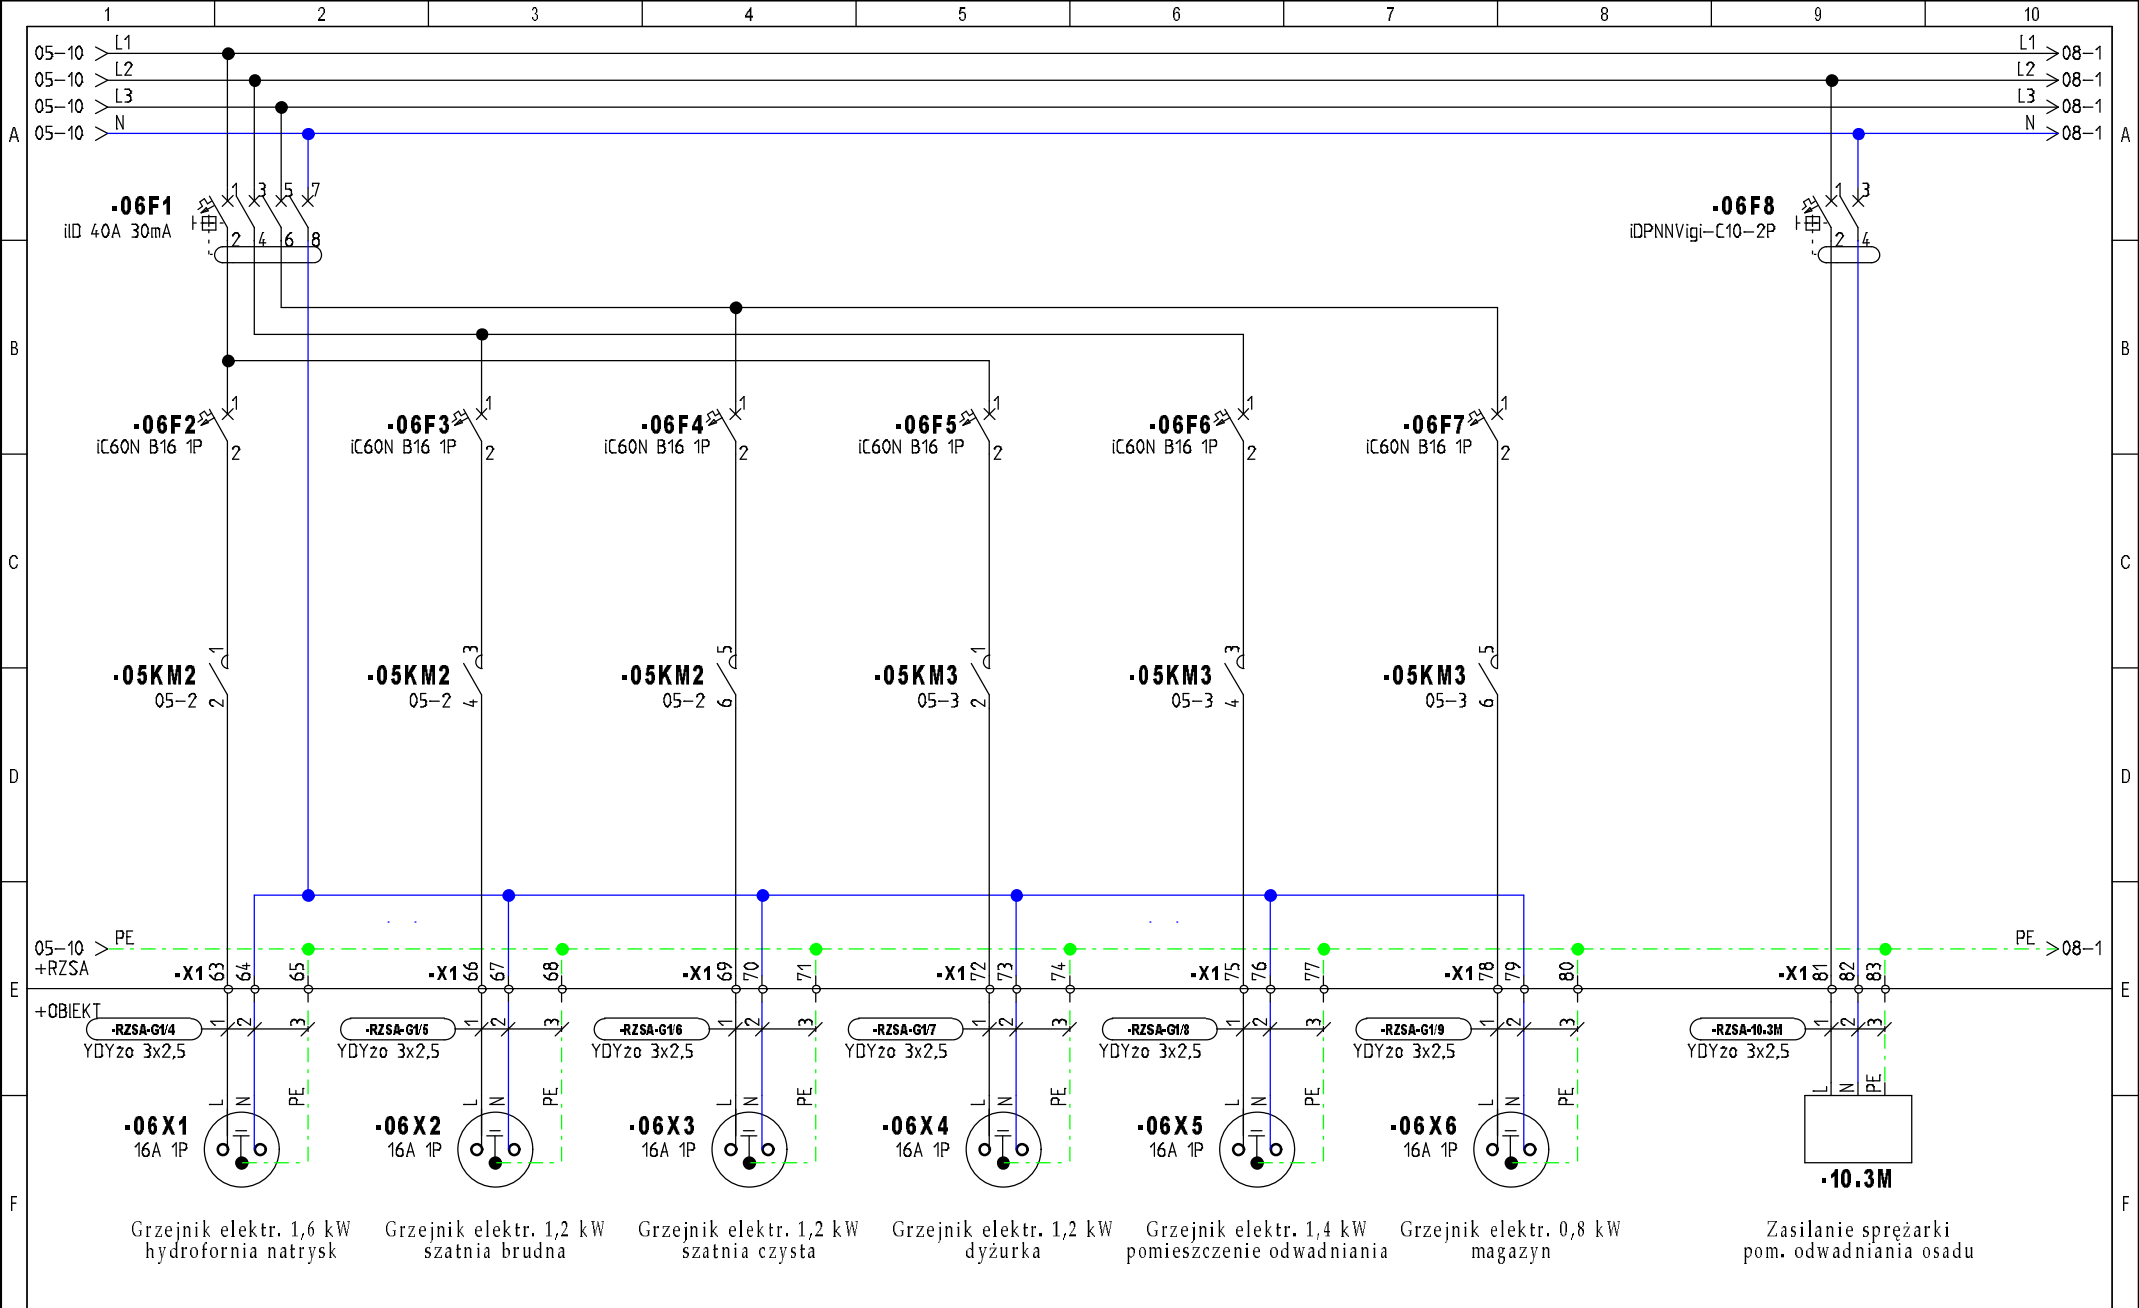 1 2 3 4 5 6 7 8 9 10
05-10 L1 L1 08-1
05-10 L2 L2 08-1
05-10 L3 L3 08-1
A 05-10 N N 08-1 A
1 3 5 7 1 3
-06F1 -06F8
iID 40A 30mA iDPNNVigi-C10-2P
2 4 6 8 2 4
B B
1 1 1 1 1 1
-06F2 -06F3 -06F4 -06F5 -06F6 -06F7
iC60N B16 1P iC60N B16 1P iC60N B16 1P iC60N B16 1P iC60N B16 1P iC60N B16 1P
2 2 2 2 2 2
C C
1 3 5 1 3 5
-05KM2 -05KM2 -05KM2 -05KM3 -05KM3 -05KM3
05-2 05-2 05-2 05-3 05-3 05-3
2 4 6 2 4 6
D D
05-10 PE PE 08-1
+RZSA
-X1 63 64 65 -X1 66 67 68 -X1 69 70 71 -X1 72 73 74 -X1 75 76 77 -X1 78 79 80 -X1 81 82 83
E E
+OBIEKT
-RZSA-G1/4 1 2 3 -RZSA-G1/5 1 2 3 -RZSA-G1/6 1 2 3 -RZSA-G1/7 1 2 3 -RZSA-G1/8 1 2 3 -RZSA-G1/9 1 2 3 -RZSA-10.3M 1 2 3
YDYżo 3x2,5 YDYżo 3x2,5 YDYżo 3x2,5 YDYżo 3x2,5 YDYżo 3x2,5 YDYżo 3x2,5 YDYżo 3x2,5
L N PE L N PE L N PE L N PE L N PE L N PE L N PE
-06X1 -06X2 -06X3 -06X4 -06X5 -06X6
16A 1P 16A 1P 16A 1P 16A 1P 16A 1P 16A 1P
-10.3M
F F
Grzejnik elektr. 1,6 kW
hydrofornia natrysk
Grzejnik elektr. 1,2 kW
szatnia brudna
Grzejnik elektr. 1,2 kW
szatnia czysta
Grzejnik elektr. 1,2 kW
dyżurka
Grzejnik elektr. 1,4 kW
pomieszczenie odwadniania
Grzejnik elektr. 0,8 kW
magazyn
Zasilanie sprężarki
pom. odwadniania osadu